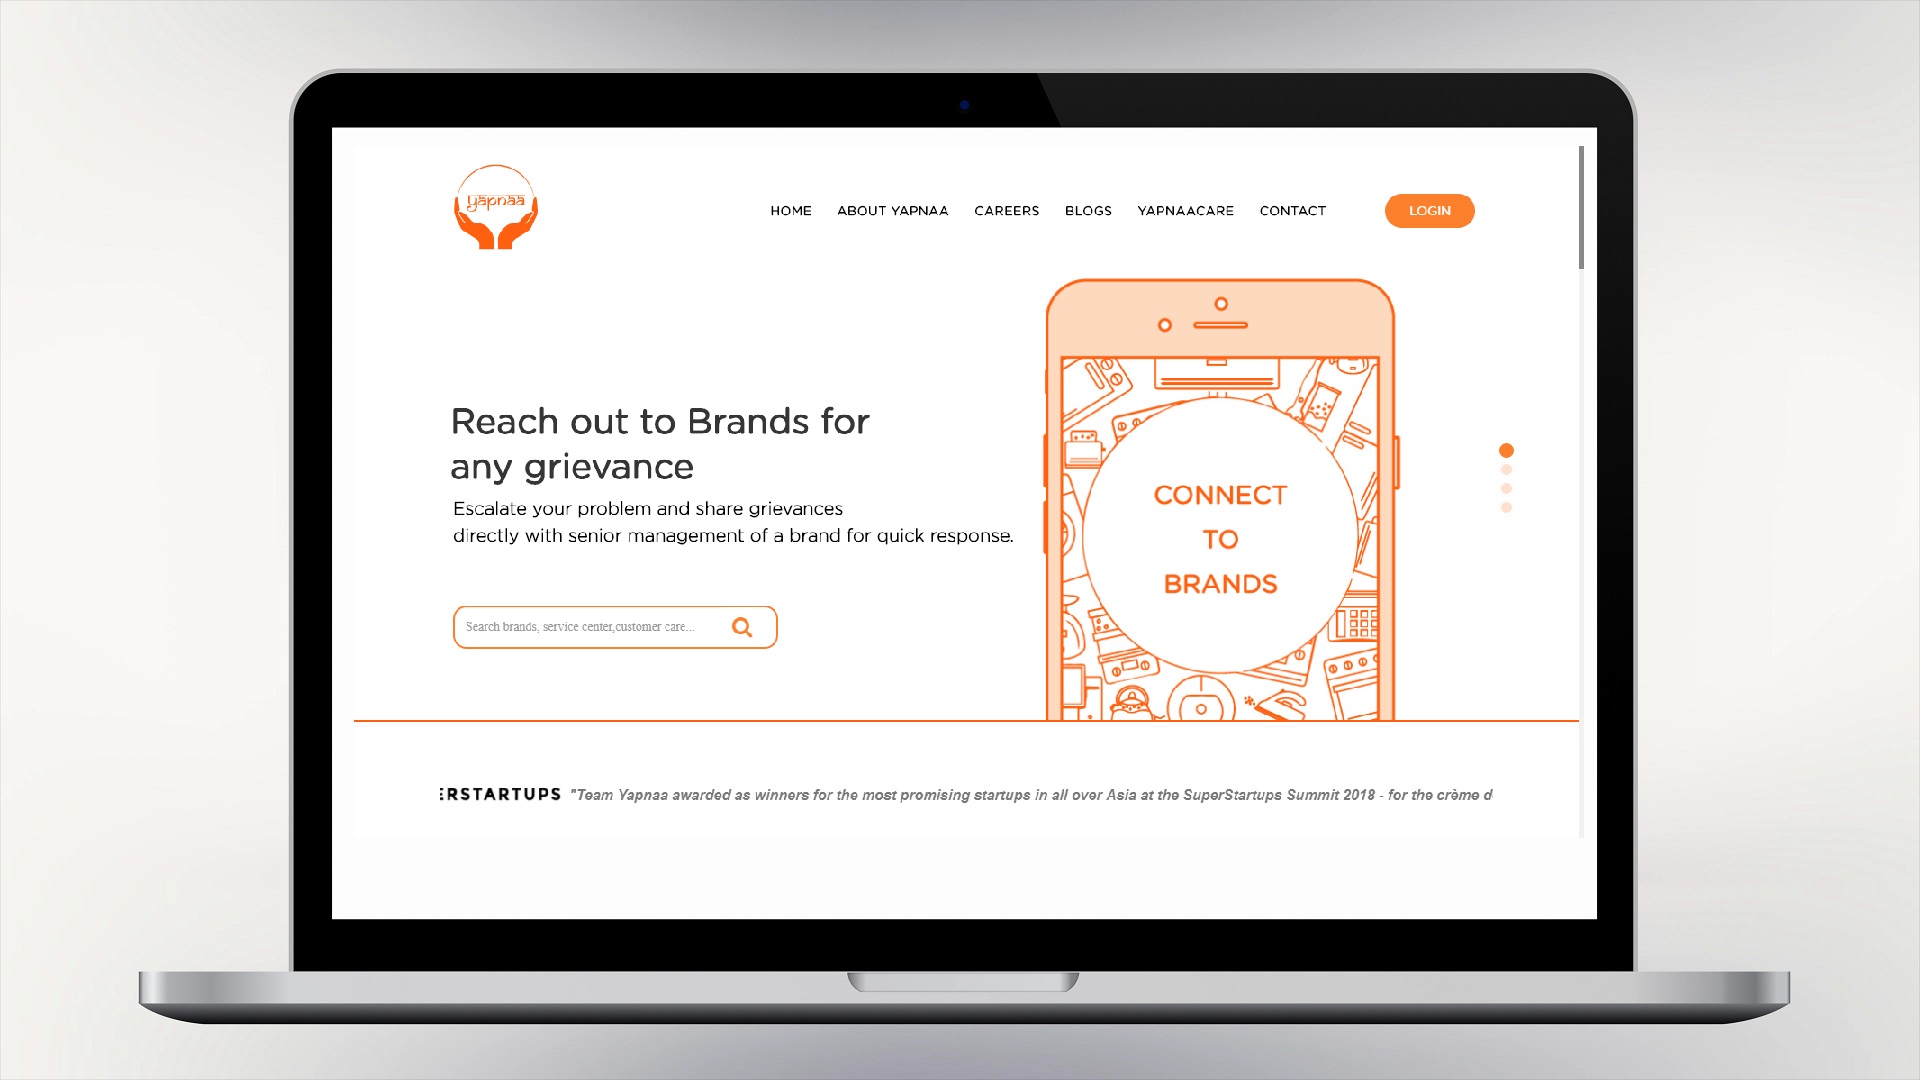 yapnaa
HOME ABOUT YAPNAA CAREERS BLOGS YAPNAACARE CONTACT LOGIN
Reach out to Brands for
any grievance
Escalate your problem and share grievances
directly with senior management of a brand for quick response.
Search brands, service center,customer care...
CONNECT
TO
BRANDS
ERSTARTUPS "Team Yapnaa awarded as winners for the most promising startups in all over Asia at the SuperStartups Summit 2018 - for the crème d